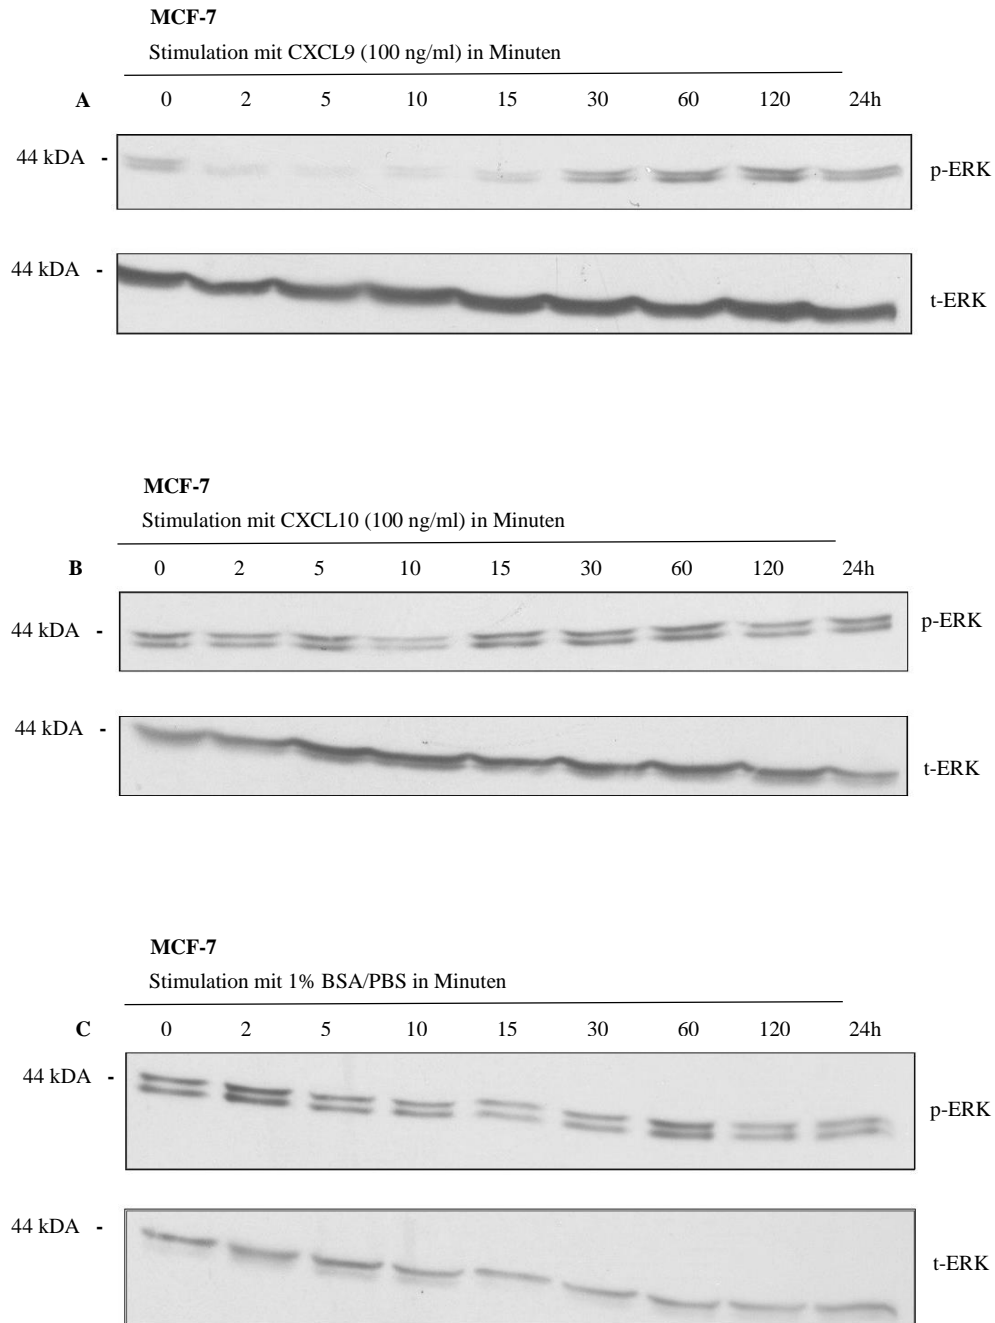 MCF-7
Stimulation mit CXCL9 (100 ng/ml) in Minuten
A 0 2 5 10 15 30 60 120 24h
44 kDA - p-ERK
44 kDA - t-ERK
MCF-7
Stimulation mit CXCL10 (100 ng/ml) in Minuten
B 0 2 5 10 15 30 60 120 24h
44 kDA - p-ERK
44 kDA - t-ERK
MCF-7
Stimulation mit 1% BSA/PBS in Minuten
C 0 2 5 10 15 30 60 120 24h
44 kDA - p-ERK
44 kDA - t-ERK